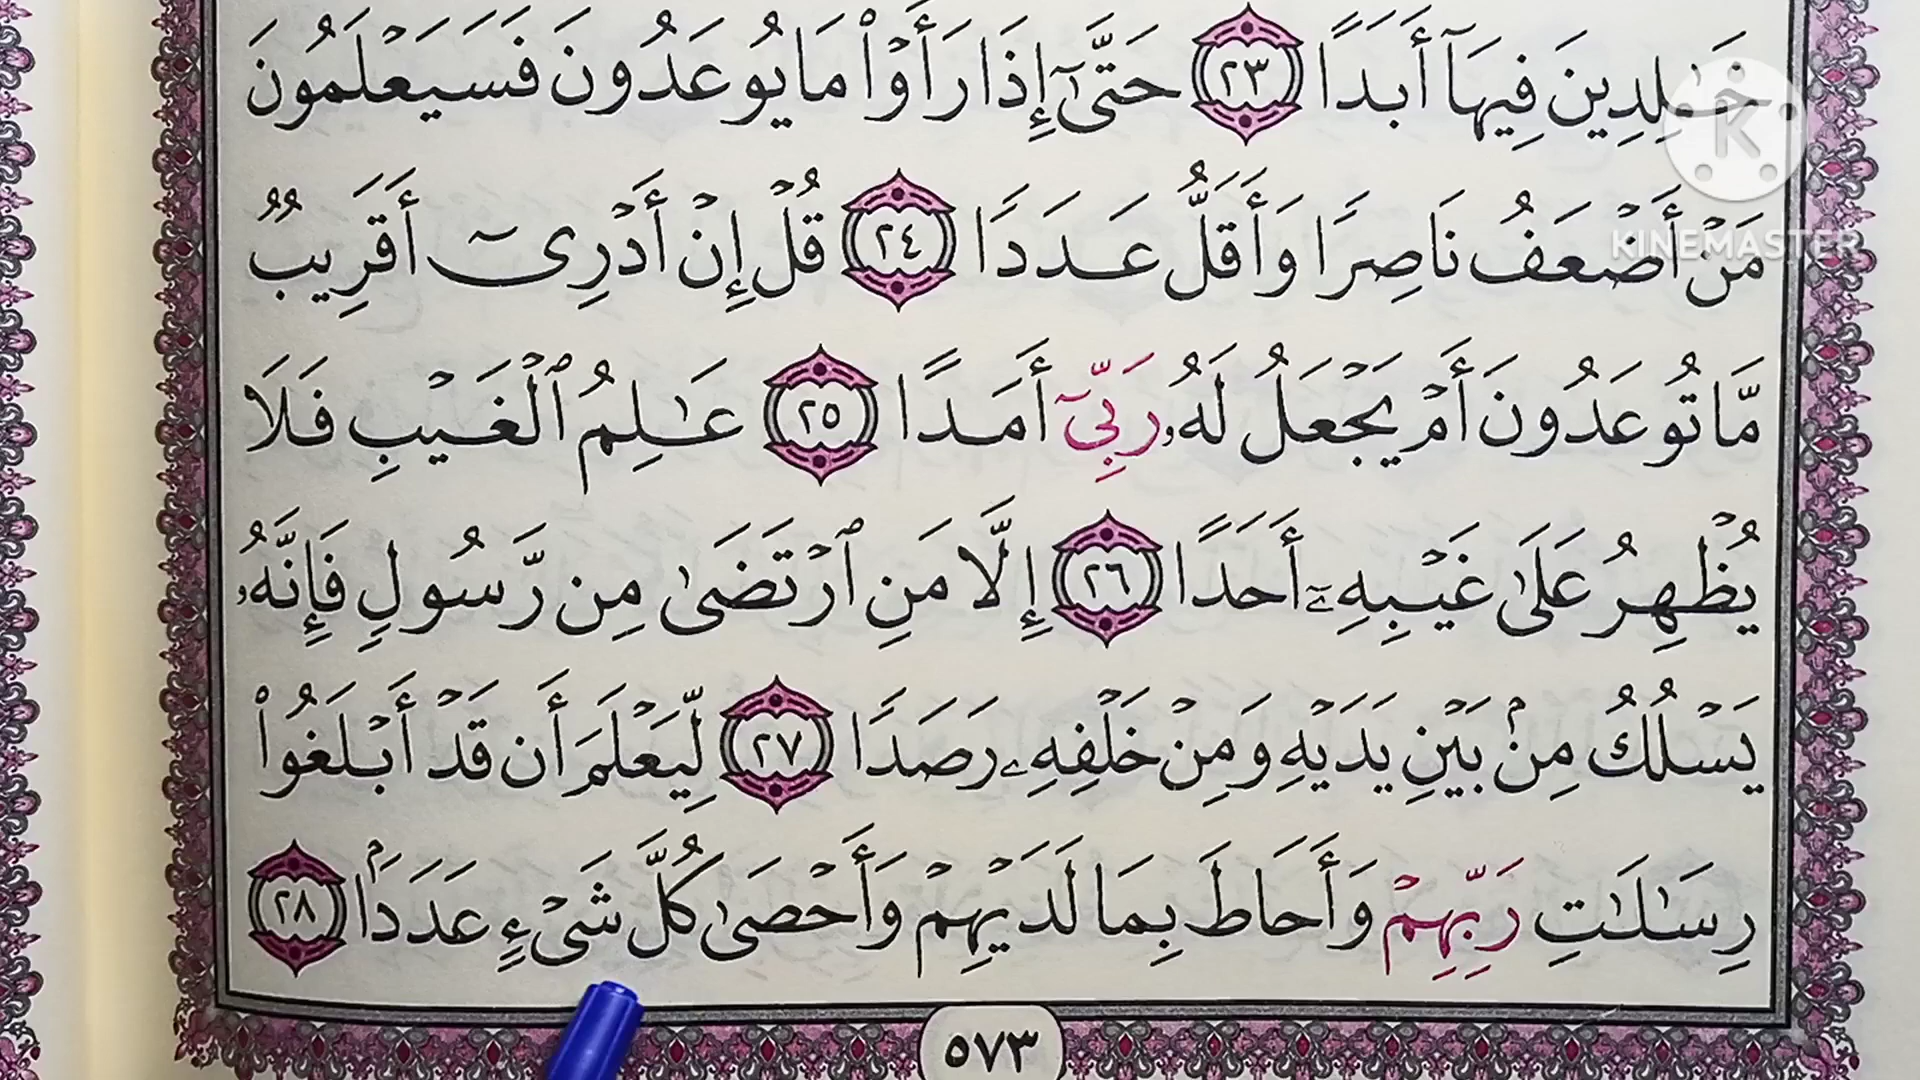 خَـٰلِدِينَ فِيهَآ أَبَدًا ٢٣ حَتَّىٰٓ إِذَا رَأَوْا۟ مَا يُوعَدُونَ فَسَيَعْلَمُونَ
مَنْ أَضْعَفُ نَاصِرًا وَأَقَلُّ عَدَدًا ٢٤ قُلْ إِنْ أَدْرِىٓ أَقَرِيبٌ
مَّا تُوعَدُونَ أَمْ يَجْعَلُ لَهُۥ رَبِّىٓ أَمَدًا ٢٥ عَـٰلِمُ ٱلْغَيْبِ فَلَا
يُظْهِرُ عَلَىٰ غَيْبِهِۦٓ أَحَدًا ٢٦ إِلَّا مَنِ ٱرْتَضَىٰ مِن رَّسُولٍ فَإِنَّهُۥ
يَسْلُكُ مِنۢ بَيْنِ يَدَيْهِ وَمِنْ خَلْفِهِۦ رَصَدًا ٢٧ لِّيَعْلَمَ أَن قَدْ أَبْلَغُوا۟
رِسَـٰلَـٰتِ رَبِّهِمْ وَأَحَاطَ بِمَا لَدَيْهِمْ وَأَحْصَىٰ كُلَّ شَىْءٍ عَدَدَۢا ٢٨
٥٧٣
K
KINEMASTER